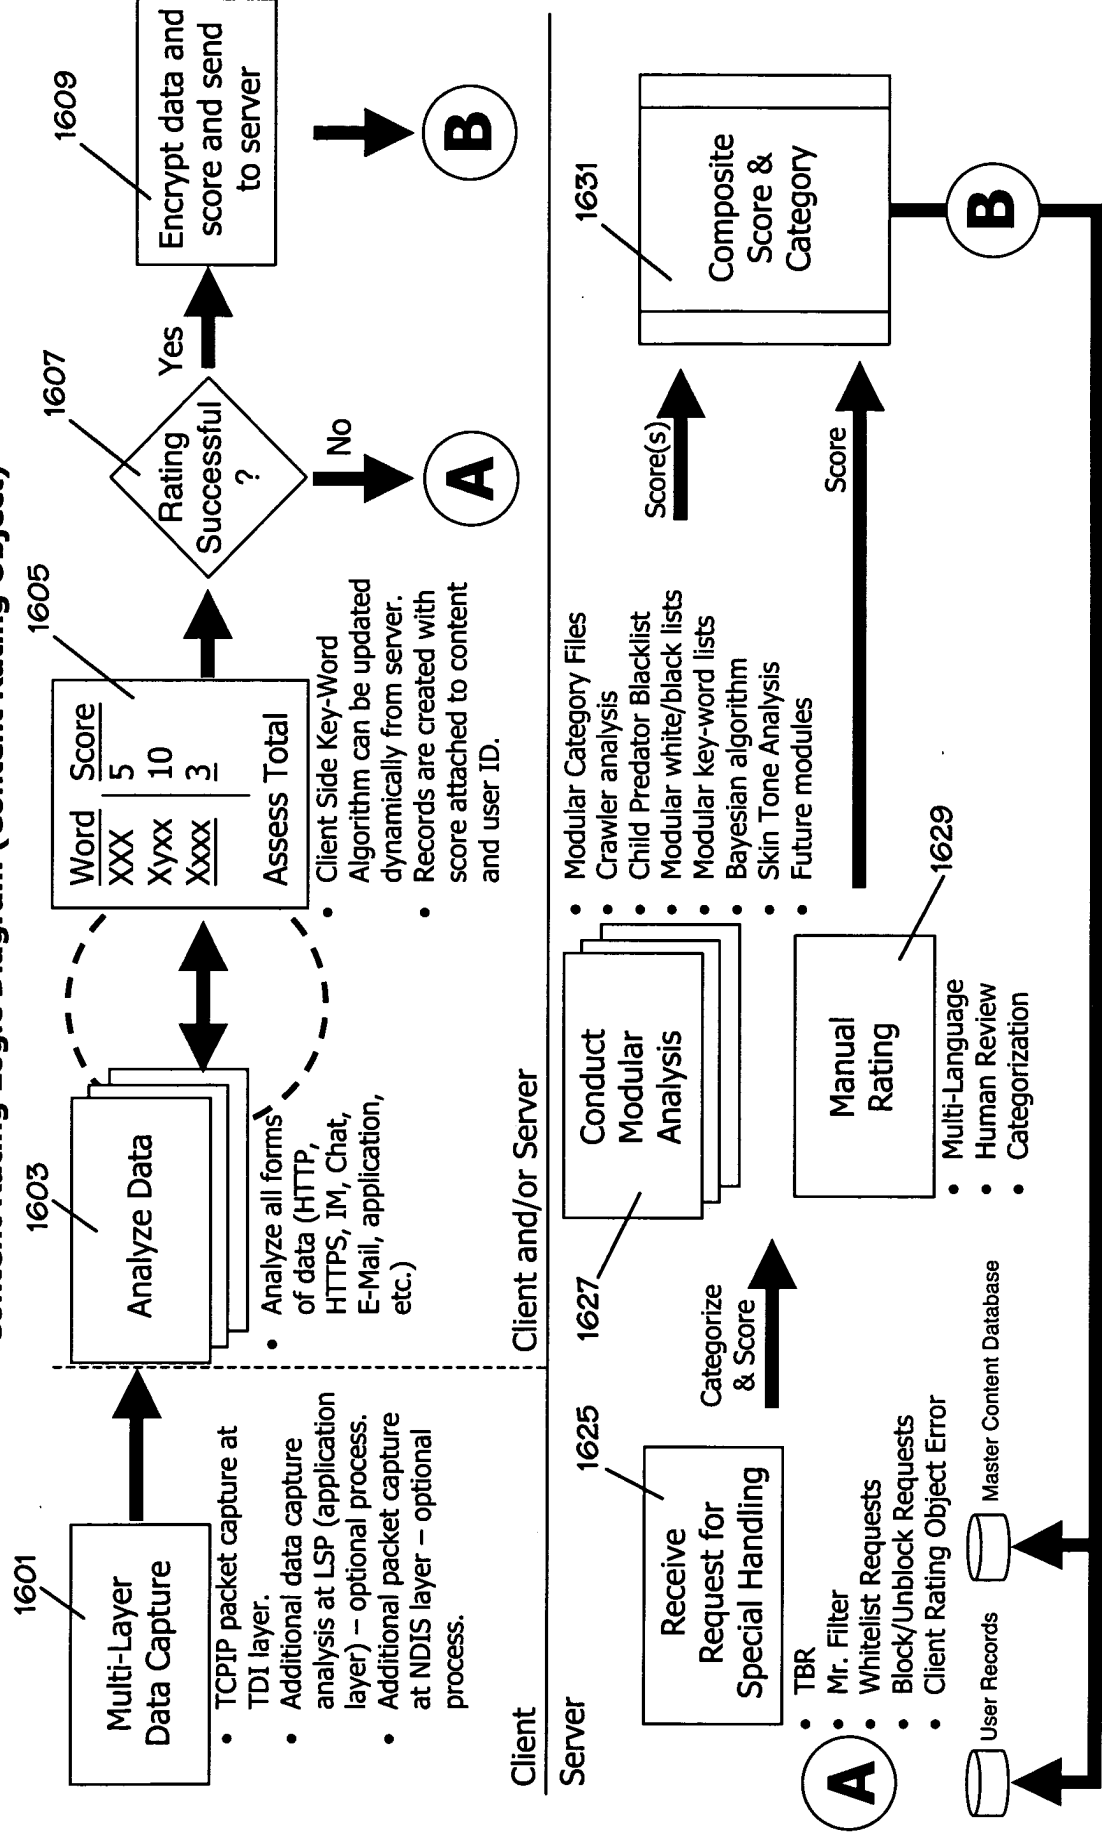 Content Rating Logic Diagram (Content Rating Object)
1601
Multi-Layer
Data Capture
• TCPIP packet capture at
TDI layer.
• Additional data capture
analysis at LSP (application
layer) – optional process.
• Additional packet capture
at NDIS layer – optional
process.
1603
Analyze Data
• Analyze all forms
of data (HTTP,
HTTPS, IM, Chat,
E-Mail, application,
etc.)
1605
Word Score
XXX 5
Xyxx 10
Xxxx 3
Assess Total
• Client Side Key-Word
Algorithm can be updated
dynamically from server.
• Records are created with
score attached to content
and user ID.
1607
Rating
Successful
?
Yes
No
A
1609
Encrypt data and
score and send
to server
B
Client
Client and/or Server
Server
1625
Receive
Request for
Special Handling
• TBR
• Mr. Filter
• Whitelist Requests
• Block/Unblock Requests
• Client Rating Object Error
A
Categorize
& Score
1627
Conduct
Modular
Analysis
• Modular Category Files
• Crawler analysis
• Child Predator Blacklist
• Modular white/black lists
• Modular key-word lists
• Bayesian algorithm
• Skin Tone Analysis
• Future modules
Score(s)
1629
Manual
Rating
• Multi-Language
• Human Review
• Categorization
Score
1631
Composite
Score &
Category
B
User Records
Master Content Database